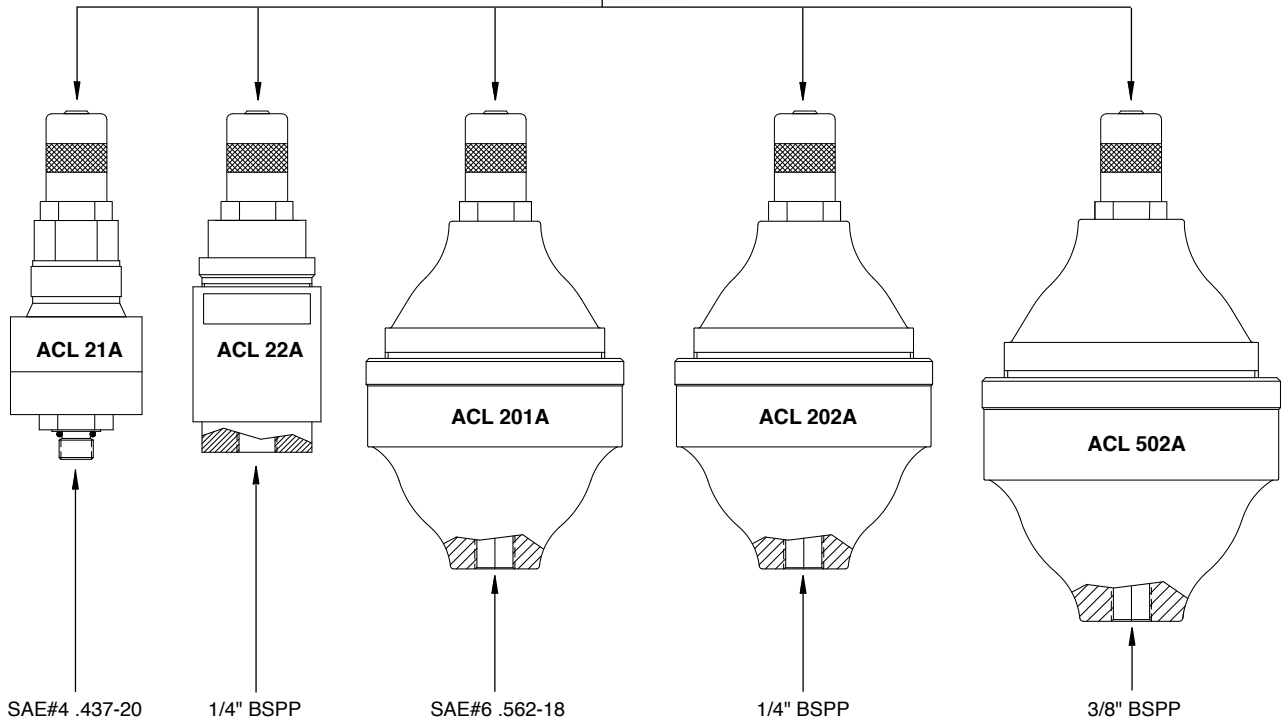 ACL 21A
ACL 22A
ACL 201A
ACL 202A
ACL 502A
SAE#4 .437-20
1/4" BSPP
SAE#6 .562-18
1/4" BSPP
3/8" BSPP